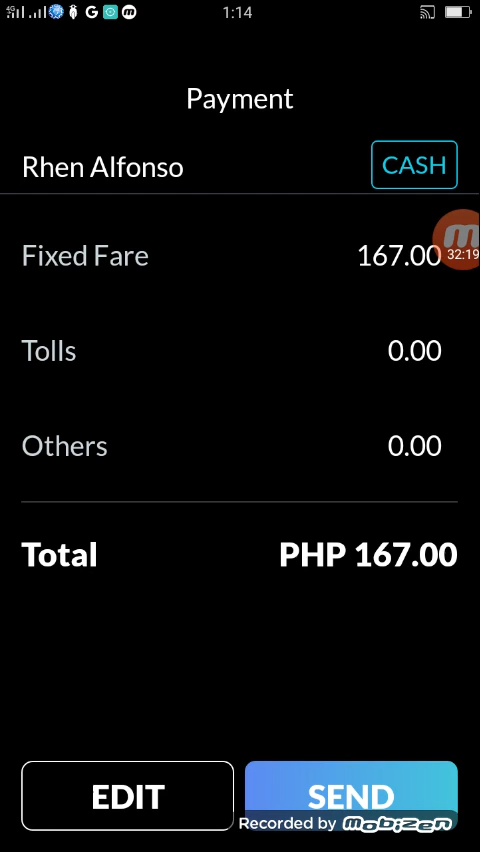 4G 1:14
Payment
Rhen Alfonso CASH
Fixed Fare 167.00
32:19
Tolls 0.00
Others 0.00
Total PHP 167.00
EDIT SEND
Recorded by mobizen